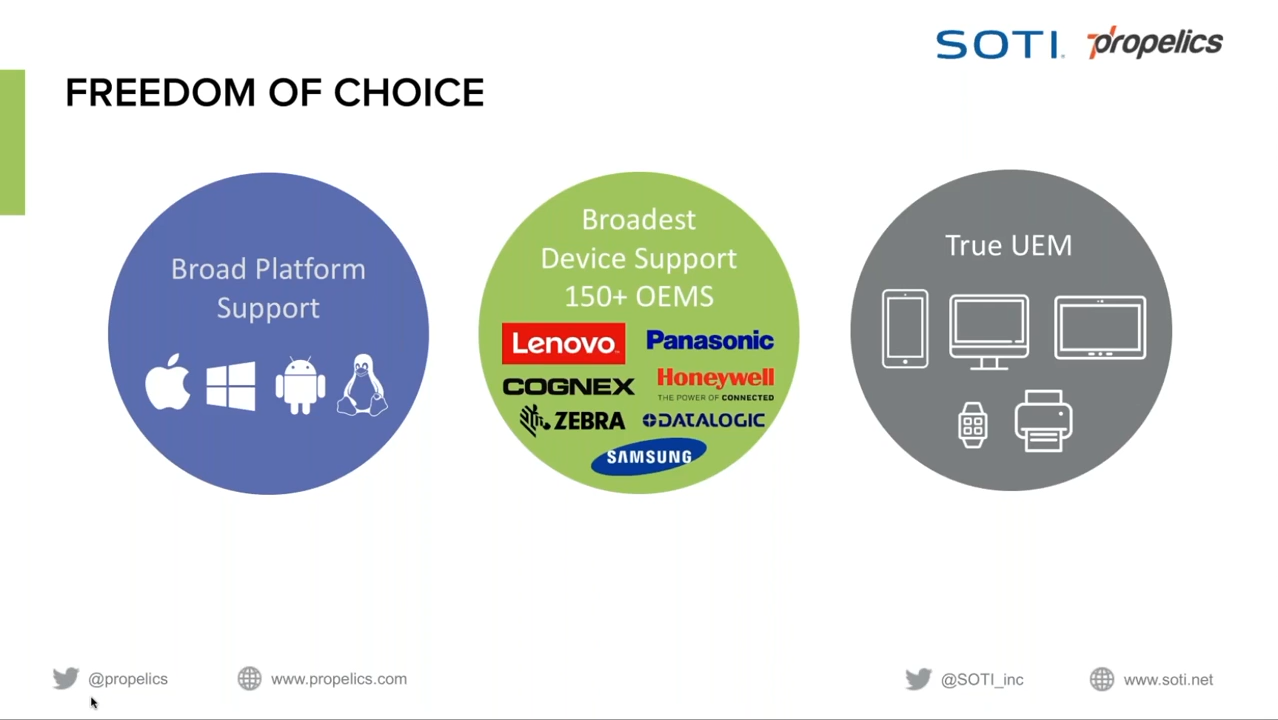 SOTI
propelics
FREEDOM OF CHOICE
Broad Platform
Support
Broadest
Device Support
150+ OEMS
Lenovo
Panasonic
COGNEX
Honeywell
THE POWER OF CONNECTED
ZEBRA
DATALOGIC
SAMSUNG
True UEM
@propelics
www.propelics.com
@SOTI_inc
www.soti.net